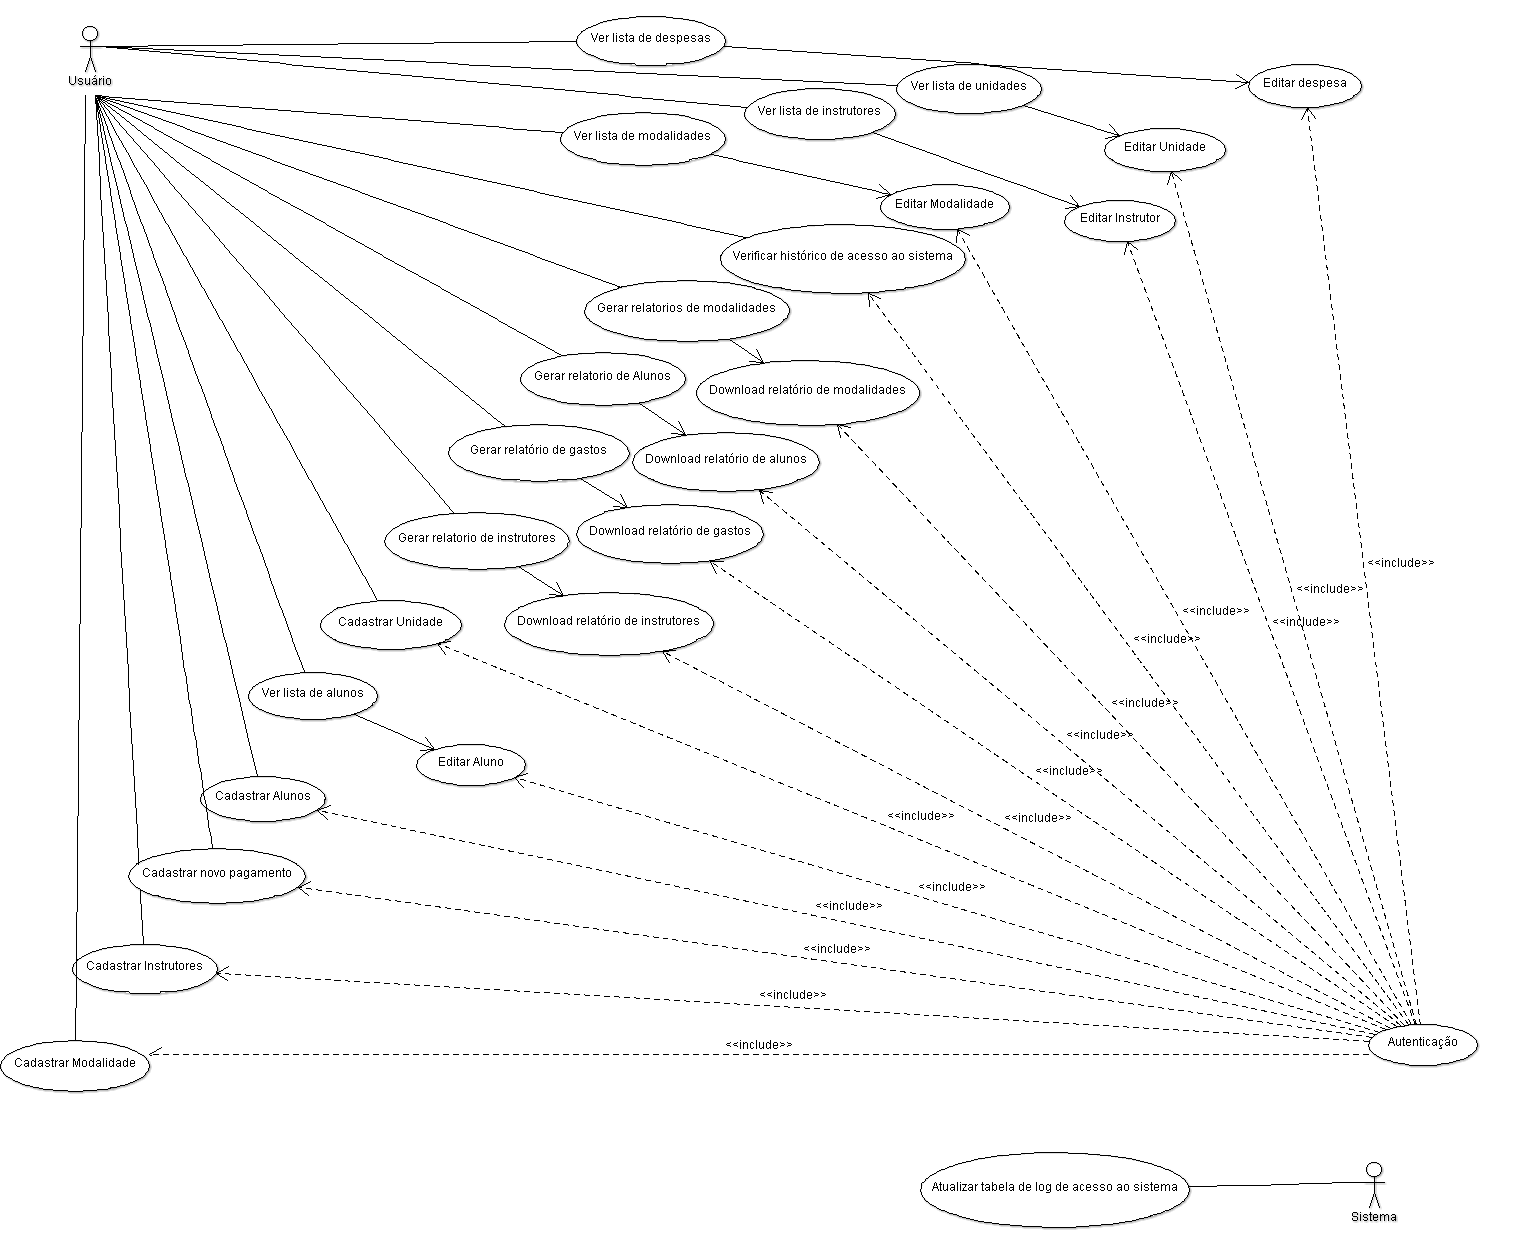 Ver lista de despesas
Usuário
Editar despesa
Ver lista de unidades
Ver lista de instrutores
Ver lista de modalidades
Editar Unidade
Editar Modalidade
Editar Instrutor
Verificar histórico de acesso ao sistema
Gerar relatorios de modalidades
Gerar relatorio de Alunos
Download relatório de modalidades
Gerar relatório de gastos
Download relatório de alunos
Download relatório de gastos
Gerar relatorio de instrutores
<<include>>
<<include>>
<<include>>
Cadastrar Unidade
Download relatório de instrutores
<<include>>
<<include>>
Ver lista de alunos
<<include>>
<<include>>
Editar Aluno
<<include>>
Cadastrar Alunos
<<include>>
<<include>>
Cadastrar novo pagamento
<<include>>
<<include>>
<<include>>
Cadastrar Instrutores
<<include>>
Autenticação
<<include>>
Cadastrar Modalidade
Atualizar tabela de log de acesso ao sistema
Sistema